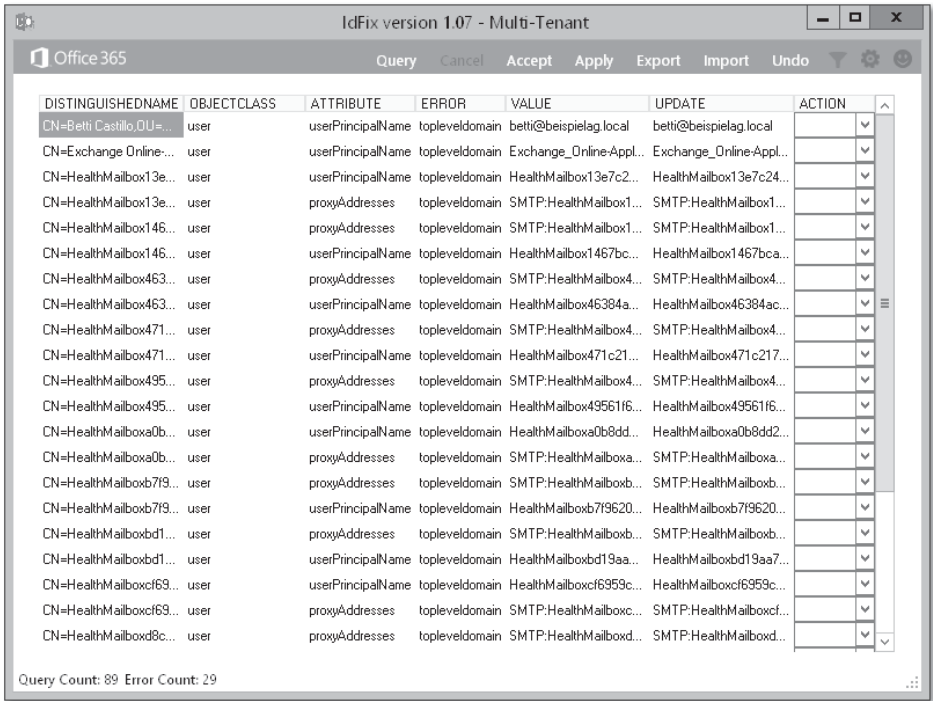 IdFix version 1.07 - Multi-Tenant
Office 365 Query Cancel Accept Apply Export Import Undo
DISTINGUISHEDNAME OBJECTCLASS ATTRIBUTE ERROR VALUE UPDATE ACTION
CN=Betti Castillo,OU=... user userPrincipalName topleveldomain betti@beispielag.local betti@beispielag.local
CN=Exchange Online-... user userPrincipalName topleveldomain Exchange_Online-Appl... Exchange_Online-Appl...
CN=HealthMailbox13e... user userPrincipalName topleveldomain HealthMailbox13e7c2... HealthMailbox13e7c24...
CN=HealthMailbox13e... user proxyAddresses topleveldomain SMTP:HealthMailbox1... SMTP:HealthMailbox1...
CN=HealthMailbox146... user proxyAddresses topleveldomain SMTP:HealthMailbox1... SMTP:HealthMailbox1...
CN=HealthMailbox146... user userPrincipalName topleveldomain HealthMailbox1467bc... HealthMailbox1467bca...
CN=HealthMailbox463... user proxyAddresses topleveldomain SMTP:HealthMailbox4... SMTP:HealthMailbox4...
CN=HealthMailbox463... user userPrincipalName topleveldomain HealthMailbox46384a... HealthMailbox46384ac...
CN=HealthMailbox471... user proxyAddresses topleveldomain SMTP:HealthMailbox4... SMTP:HealthMailbox4...
CN=HealthMailbox471... user userPrincipalName topleveldomain HealthMailbox471c21... HealthMailbox471c217...
CN=HealthMailbox495... user proxyAddresses topleveldomain SMTP:HealthMailbox4... SMTP:HealthMailbox4...
CN=HealthMailbox495... user userPrincipalName topleveldomain HealthMailbox49561f6... HealthMailbox49561f6...
CN=HealthMailboxa0b... user userPrincipalName topleveldomain HealthMailboxa0b8dd... HealthMailboxa0b8dd2...
CN=HealthMailboxa0b... user proxyAddresses topleveldomain SMTP:HealthMailboxa... SMTP:HealthMailboxa...
CN=HealthMailboxb7f9... user proxyAddresses topleveldomain SMTP:HealthMailboxb... SMTP:HealthMailboxb...
CN=HealthMailboxb7f9... user userPrincipalName topleveldomain HealthMailboxb7f9620... HealthMailboxb7f9620...
CN=HealthMailboxbd1... user proxyAddresses topleveldomain SMTP:HealthMailboxb... SMTP:HealthMailboxb...
CN=HealthMailboxbd1... user userPrincipalName topleveldomain HealthMailboxbd19aa... HealthMailboxbd19aa7...
CN=HealthMailboxcf69... user userPrincipalName topleveldomain HealthMailboxcf6959c... HealthMailboxcf6959c...
CN=HealthMailboxcf69... user proxyAddresses topleveldomain SMTP:HealthMailboxc... SMTP:HealthMailboxcf...
CN=HealthMailboxd8c... user proxyAddresses topleveldomain SMTP:HealthMailboxd... SMTP:HealthMailboxd...
Query Count: 89 Error Count: 29